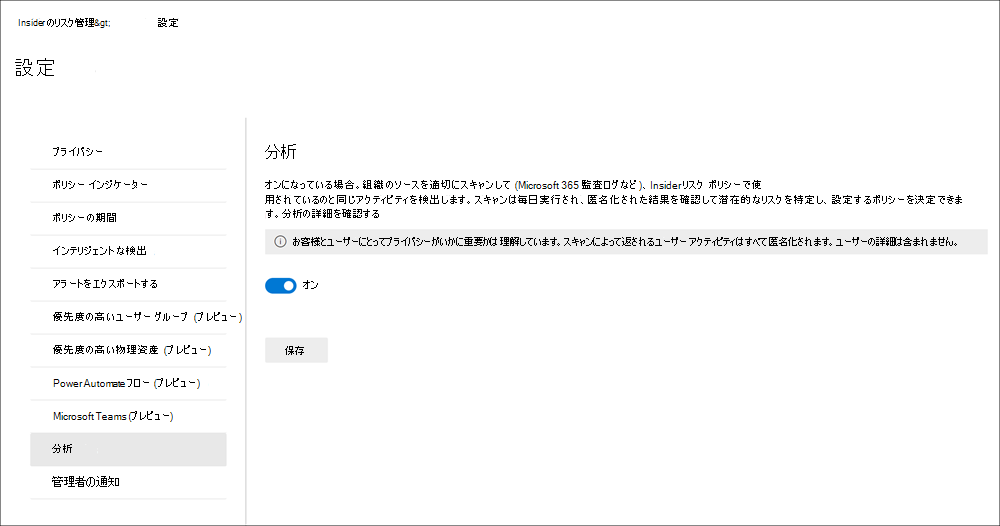 Insiderのリスク管理&gt; 設定
設定
プライバシー
ポリシー インジケーター
ポリシーの期間
インテリジェントな検出
アラートをエクスポートする
優先度の高いユーザー グループ (プレビュー)
優先度の高い物理資産 (プレビュー)
Power Automateフロー (プレビュー)
Microsoft Teams (プレビュー)
分析
管理者の通知
分析
オンになっている場合。組織のソースを適切にスキャンして (Microsoft 365 監査ログなど)、Insiderリスク ポリシーで使
用されているのと同じアクティビティを検出します。スキャンは毎日実行され、匿名化された結果を確認して潜在的なリスクを特定し、設定するポリシーを決定できま
す。分析の詳細を確認する
お客様とユーザーにとってプライバシーがいかに重要かは理解しています。スキャンによって返されるユーザー アクティビティはすべて匿名化されます。ユーザーの詳細は含まれません。
オン
保存